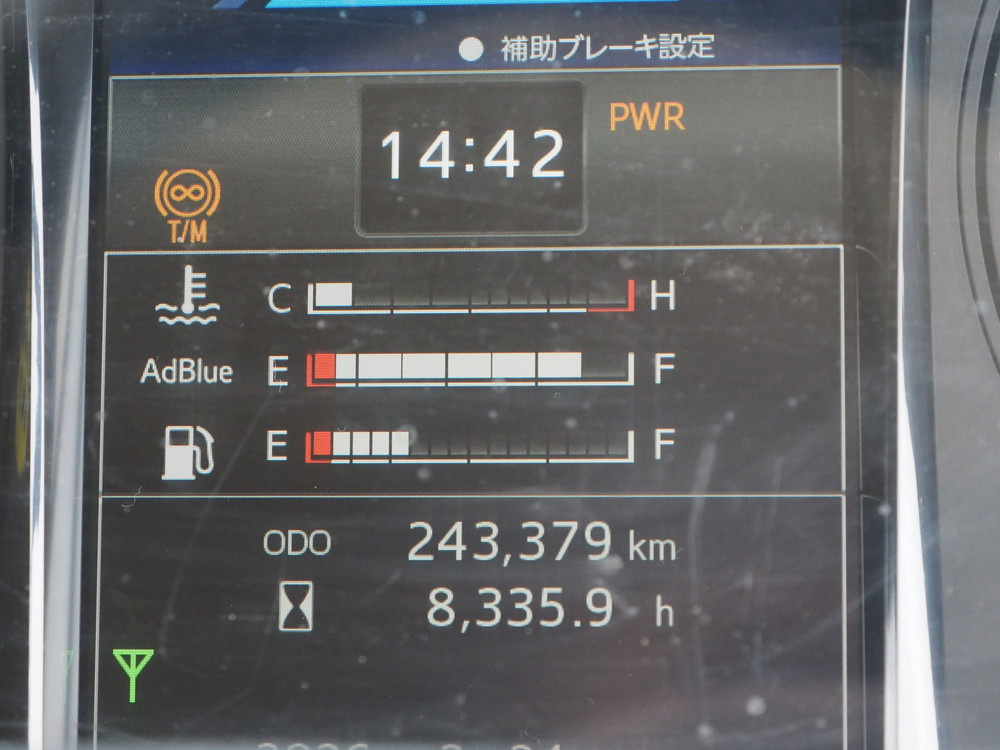 ● 補助ブレーキ設定
PWR
14:42
T/M
C H
AdBlue E F
E F
ODO 243,379 km
8,335.9 h